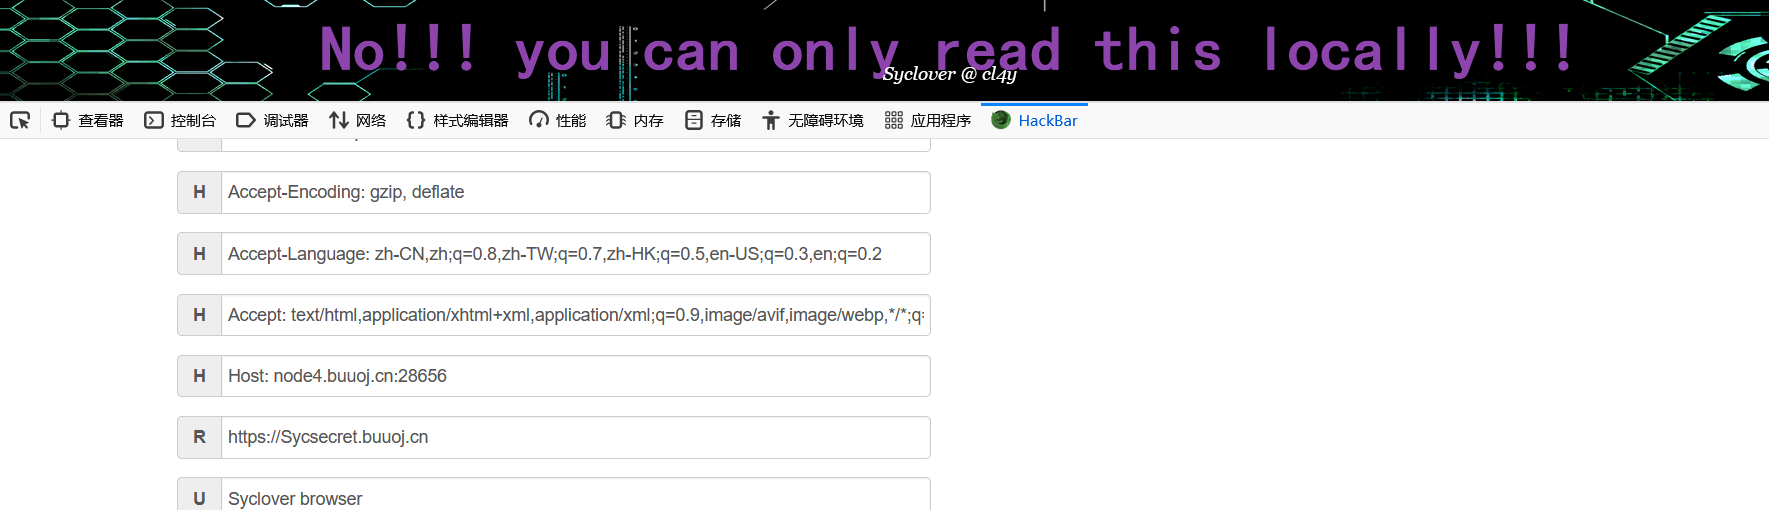 No!!! you can only read this locally!!!
Syclover @ cl4y
查看器 控制台 调试器 网络 样式编辑器 性能 内存 存储 无障碍环境 应用程序 HackBar
H Accept-Encoding: gzip, deflate
H Accept-Language: zh-CN,zh;q=0.8,zh-TW;q=0.7,zh-HK;q=0.5,en-US;q=0.3,en;q=0.2
H Accept: text/html,application/xhtml+xml,application/xml;q=0.9,image/avif,image/webp,*/*;q=
H Host: node4.buuoj.cn:28656
R https://Sycsecret.buuoj.cn
U Syclover browser